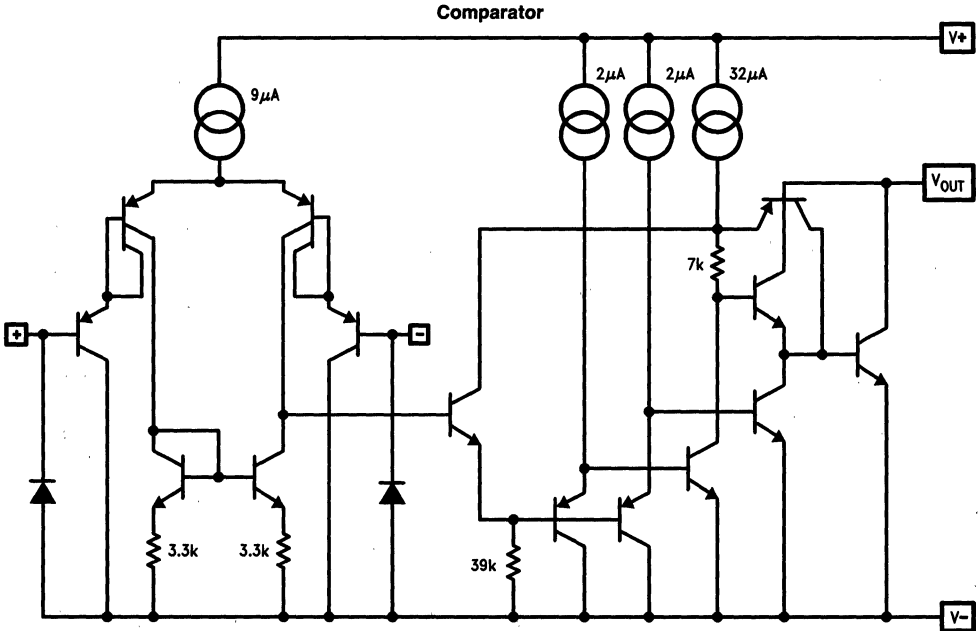 Comparator
V+
9μA
2μA
2μA
32μA
VOUT
7k
+
-
3.3k
3.3k
39k
V-